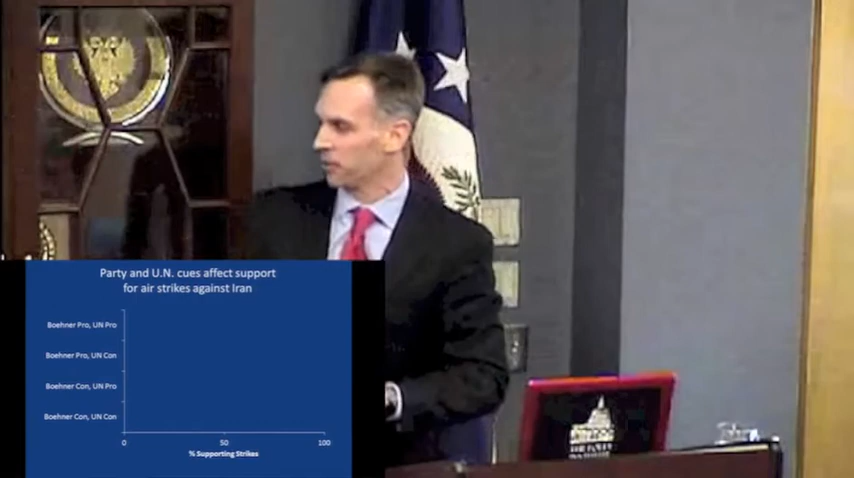 Party and U.N. cues affect support
for air strikes against Iran
Boehner Pro, UN Pro
Boehner Pro, UN Con
Boehner Con, UN Pro
Boehner Con, UN Con
0 50 100
% Supporting Strikes